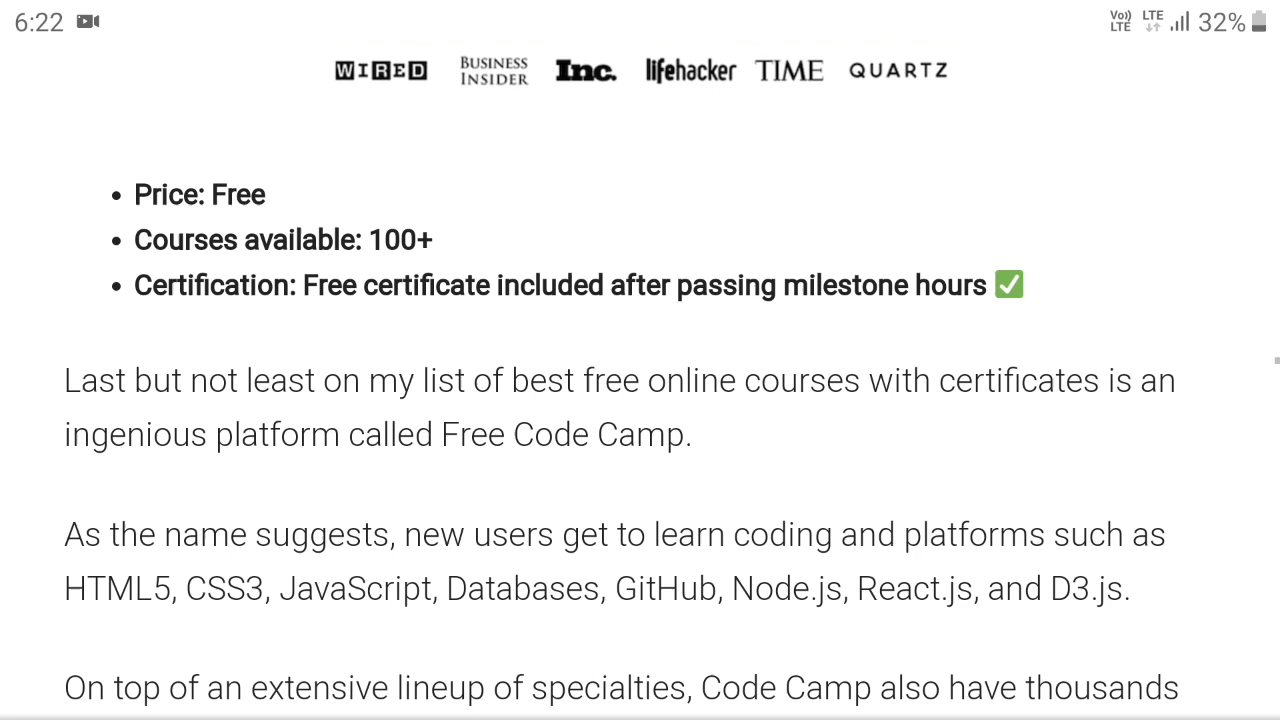 6:22 Vo)) LTE LTE 32%
WIRED BUSINESS INSIDER Inc. lifehacker TIME QUARTZ
• Price: Free
• Courses available: 100+
• Certification: Free certificate included after passing milestone hours ✅
Last but not least on my list of best free online courses with certificates is an
ingenious platform called Free Code Camp.
As the name suggests, new users get to learn coding and platforms such as
HTML5, CSS3, JavaScript, Databases, GitHub, Node.js, React.js, and D3.js.
On top of an extensive lineup of specialties, Code Camp also have thousands